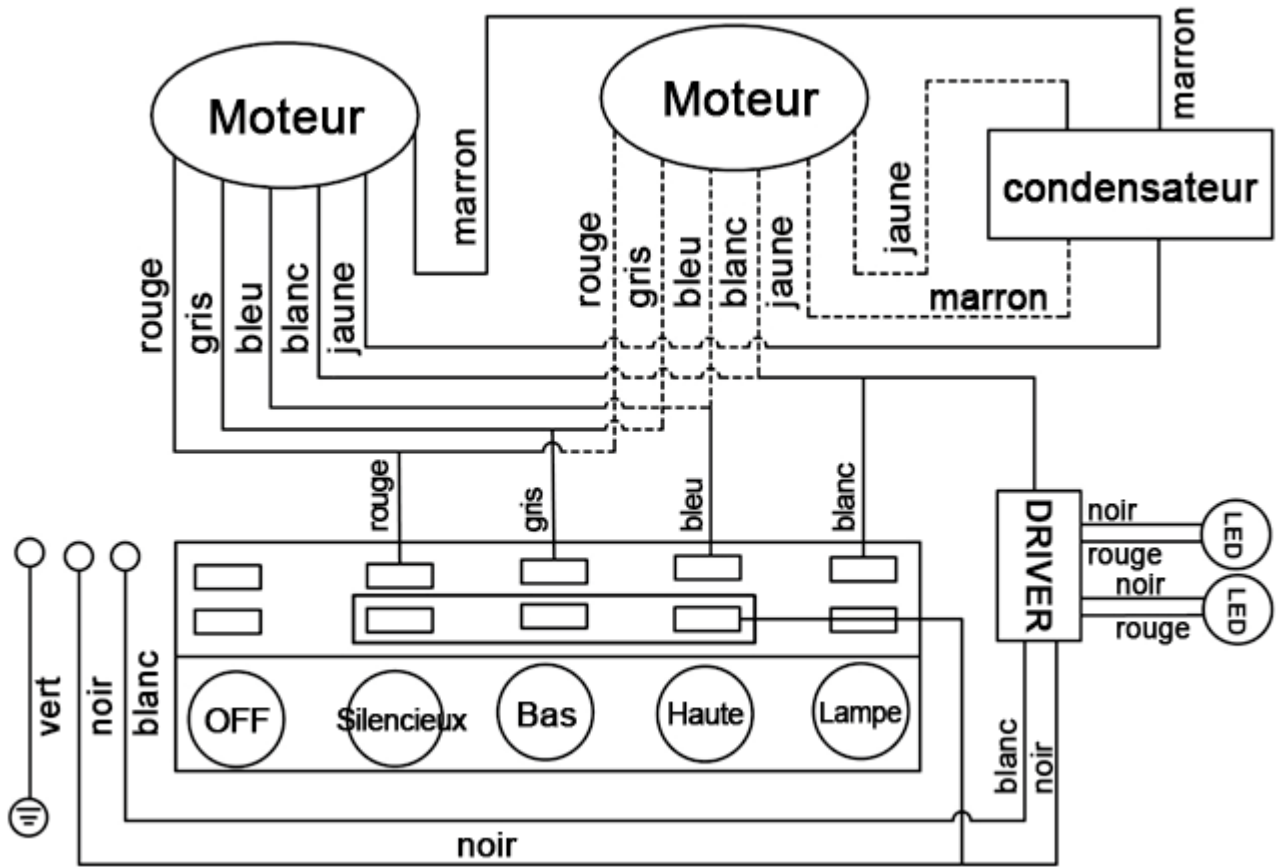 marron
Moteur
Moteur
condensateur
marron
jaune
marron
rouge
gris
bleu
blanc
jaune
rouge
gris
bleu
blanc
jaune
rouge
gris
bleu
blanc
DRIVER
noir
rouge
LED
noir
rouge
LED
vert
noir
blanc
OFF
Silencieux
Bas
Haute
Lampe
blanc
noir
noir